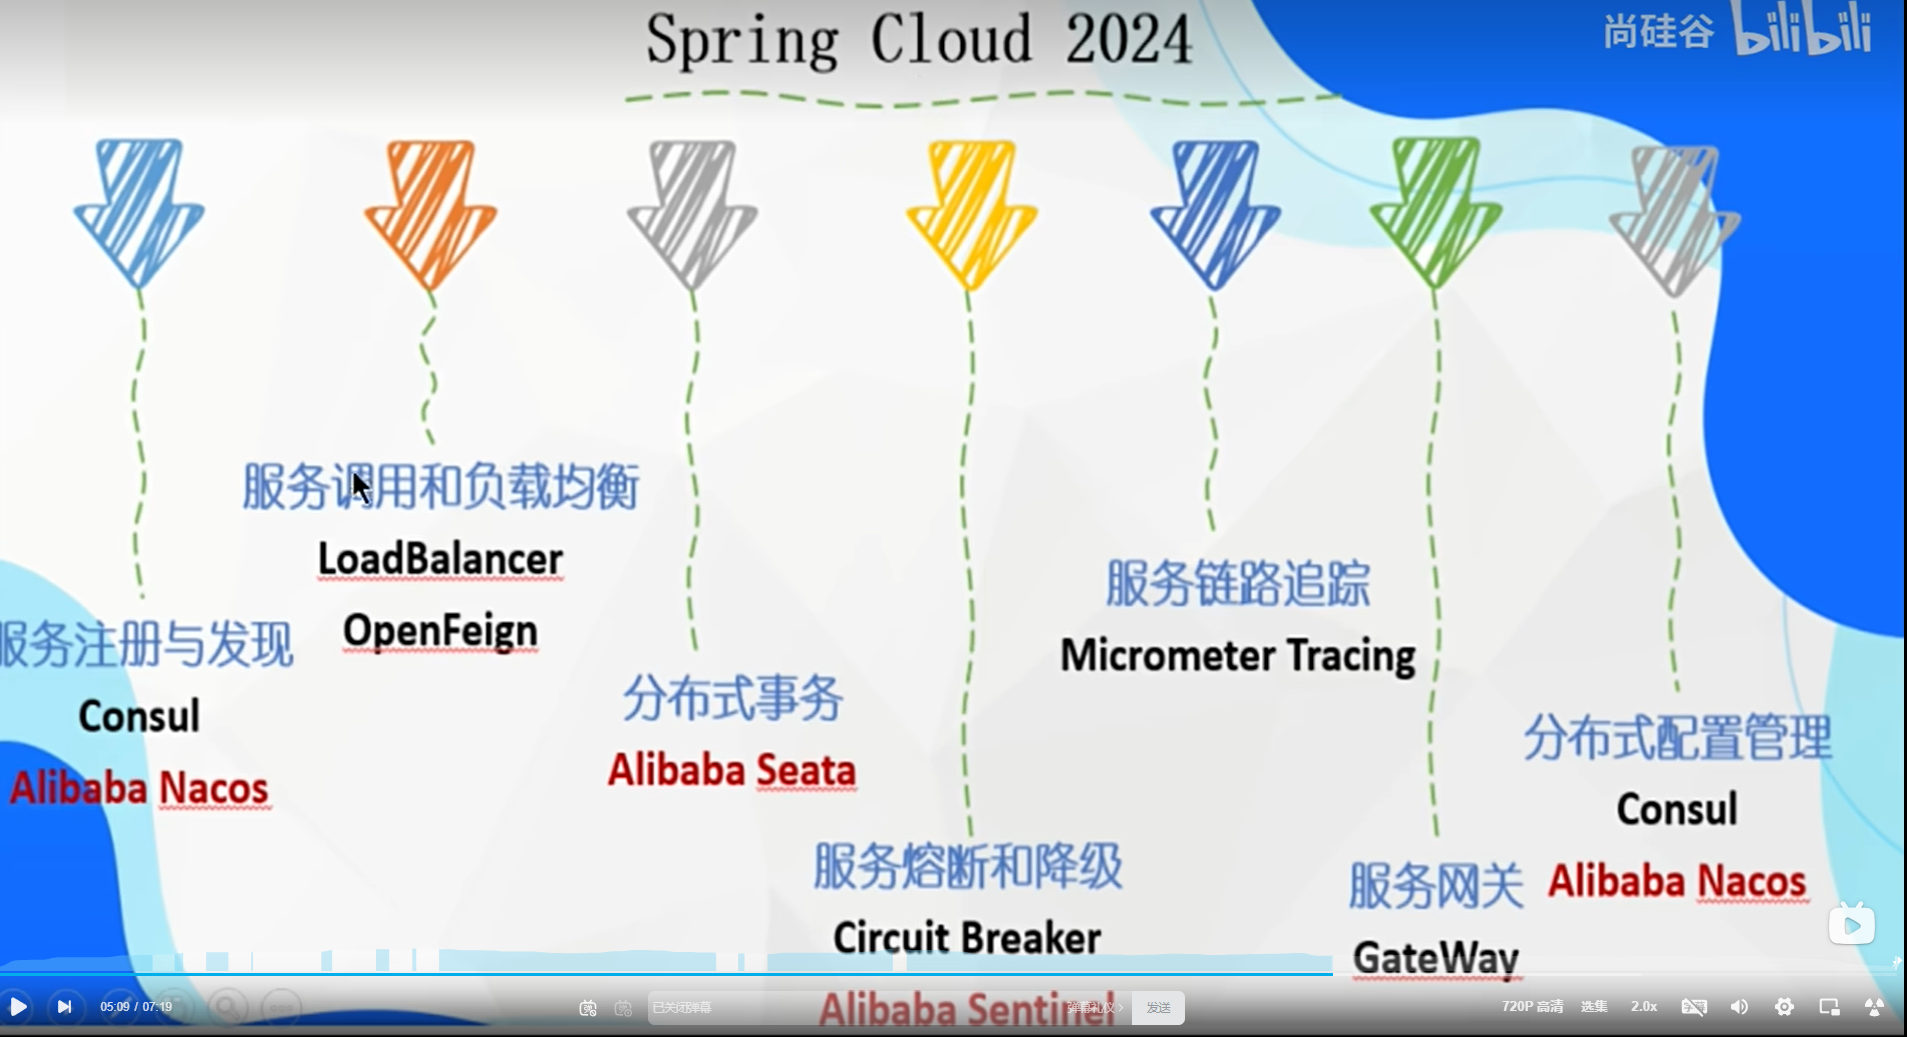 Spring Cloud 2024
尚硅谷 bilibili
服务注册与发现
Consul
Alibaba Nacos
服务调用和负载均衡
LoadBalancer
OpenFeign
分布式事务
Alibaba Seata
服务熔断和降级
Circuit Breaker
Alibaba Sentinel
服务链路追踪
Micrometer Tracing
服务网关
GateWay
分布式配置管理
Consul
Alibaba Nacos
05:09 / 07:19
已关闭弹幕
弹幕礼仪
发送
720P 高清
选集
2.0x